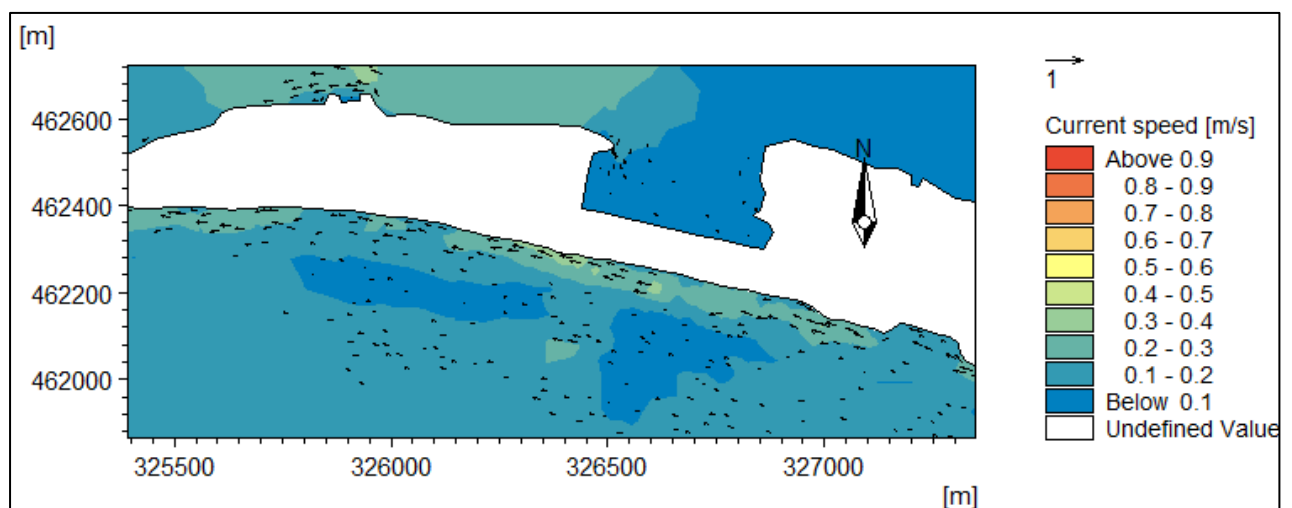 [m]
462600
462400
462200
462000
325500 326000 326500 327000
[m]
N
1
Current speed [m/s]
Above 0.9
0.8 - 0.9
0.7 - 0.8
0.6 - 0.7
0.5 - 0.6
0.4 - 0.5
0.3 - 0.4
0.2 - 0.3
0.1 - 0.2
Below 0.1
Undefined Value